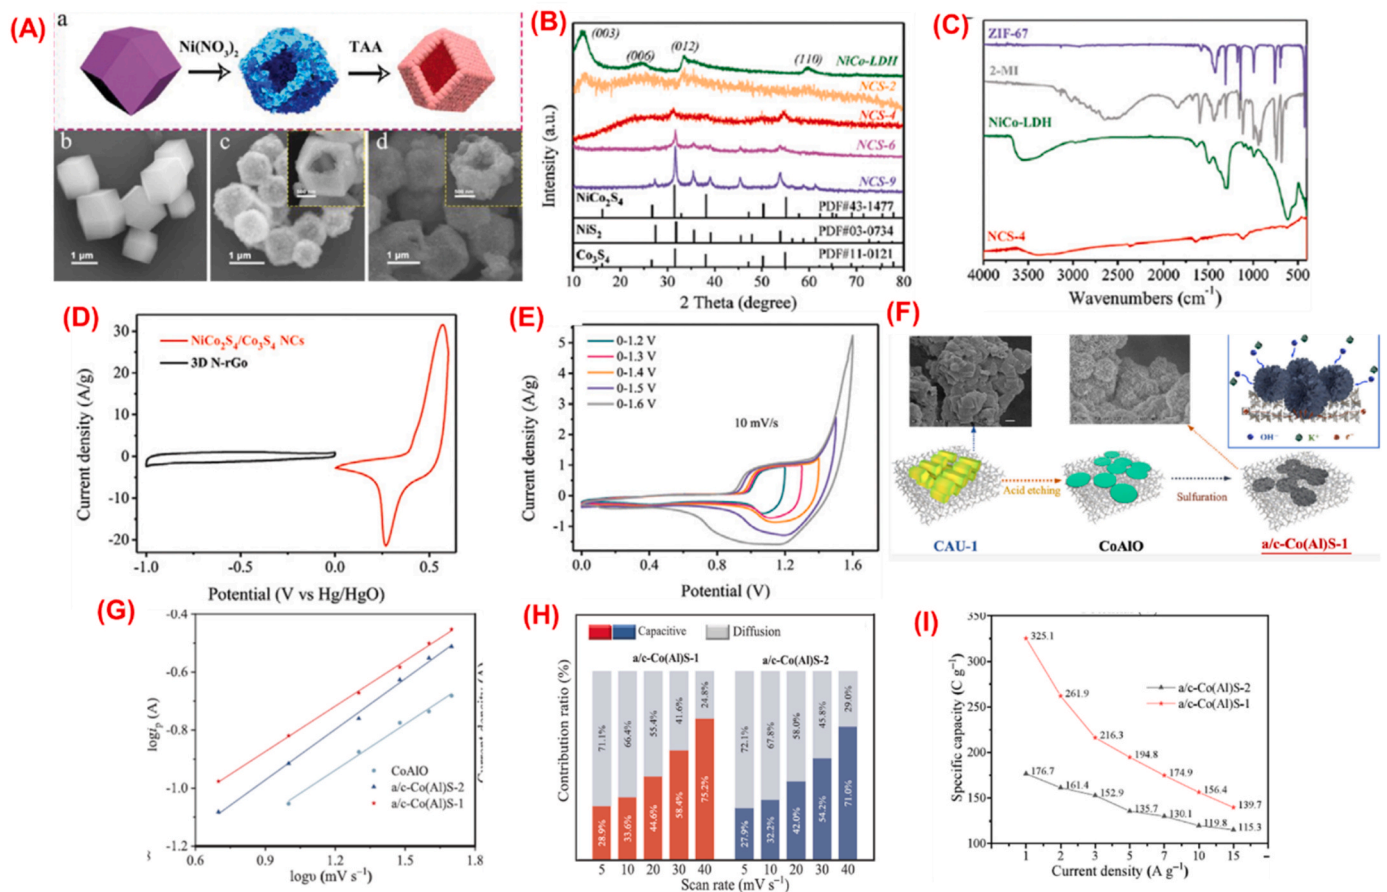 (A)
a
Ni(NO3)2
TAA
b
c
d
500 nm
500 nm
1 μm
1 μm
1 μm
(B)
Intensity (a.u.)
(003)
(006)
(012)
(110)
NiCo-LDH
NCS-2
NCS-4
NCS-6
NCS-9
NiCo2S4
PDF#43-1477
NiS2
PDF#03-0734
Co3S4
PDF#11-0121
10 20 30 40 50 60 70 80
2 Theta (degree)
(C)
ZIF-67
2-MI
NiCo-LDH
NCS-4
4000 3000 2500 2000 1500 1000 500
Wavenumbers (cm-1)
(D)
Current density (A/g)
30
20
10
0
-10
-20
NiCo2S4/Co3S4 NCs
3D N-rGo
-1.0 -0.5 0.0 0.5
Potential (V vs Hg/HgO)
(E)
Current density (A/g)
5
4
3
2
1
0
-1
0-1.2 V
0-1.3 V
0-1.4 V
0-1.5 V
0-1.6 V
10 mV/s
0.0 0.4 0.8 1.2 1.6
Potential (V)
(F)
OH-
K+
e-
Acid etching
Sulfuration
CAU-1
CoAlO
a/c-Co(Al)S-1
(G)
logip (A)
-0.4
-0.6
-0.8
-1.0
-1.2
CoAlO
a/c-Co(Al)S-2
a/c-Co(Al)S-1
0.6 0.9 1.2 1.5 1.8
logυ (mV s−1)
Current density (A)
(H)
Contribution ratio (%)
Capacitive
Diffusion
a/c-Co(Al)S-1
a/c-Co(Al)S-2
71.1% 66.4% 55.4% 41.6% 24.8%
28.9% 33.6% 44.6% 58.4% 75.2%
72.1% 67.8% 58.0% 45.8% 29.0%
27.9% 32.2% 42.0% 54.2% 71.0%
5 10 20 30 40 5 10 20 30 40
Scan rate (mV s−1)
(I)
Specific capacity (C g−1)
350
300
250
200
150
100
a/c-Co(Al)S-2
a/c-Co(Al)S-1
325.1
261.9
216.3
194.8
174.9
156.4
139.7
176.7
161.4
152.9
135.7
130.1
119.8
115.3
1 2 3 5 7 10 15
Current density (A g−1)